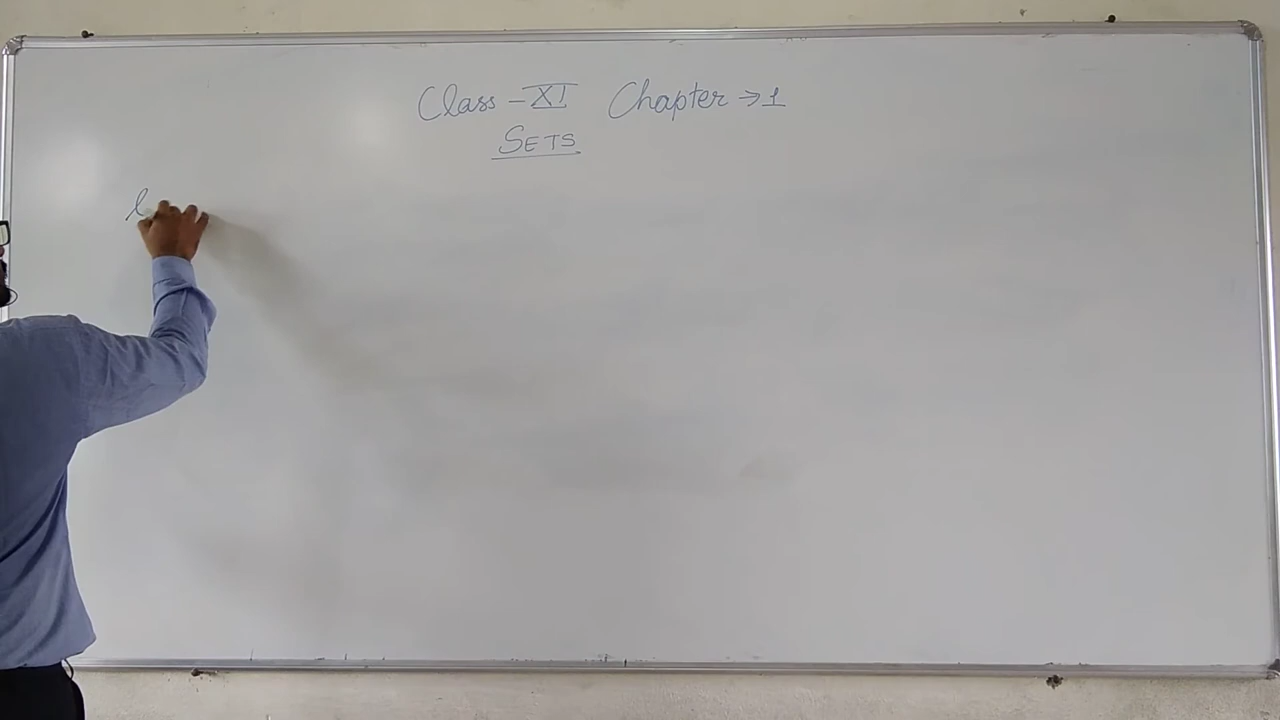 Class - XI Chapter → 1
SETS